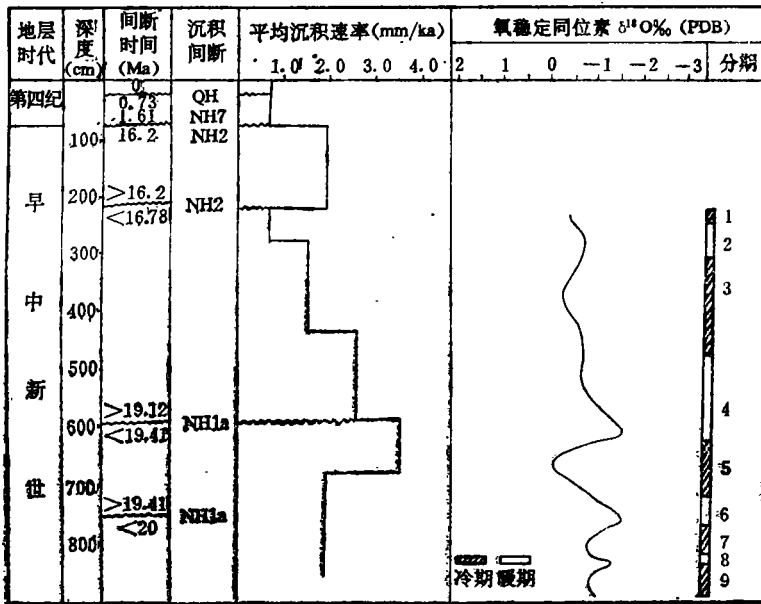 地层时代 深度(cm) 间断时间(Ma) 沉积间断 平均沉积速率(mm/ka) 氧稳定同位素 δ¹⁸O‰ (PDB)
1.0 2.0 3.0 4.0 2 1 0 −1 −2 −3 分期
第四纪 0 0.73 QH
1.61 NH7
100 16.2 NH2
早中新世
200 >16.2
<16.78 NH2 1
2
300 3
400
500
4
>19.12
600 <19.41 NH1a
5
700 >19.41
<20 NH1a 6
800 7
8
冷期 暖期 9